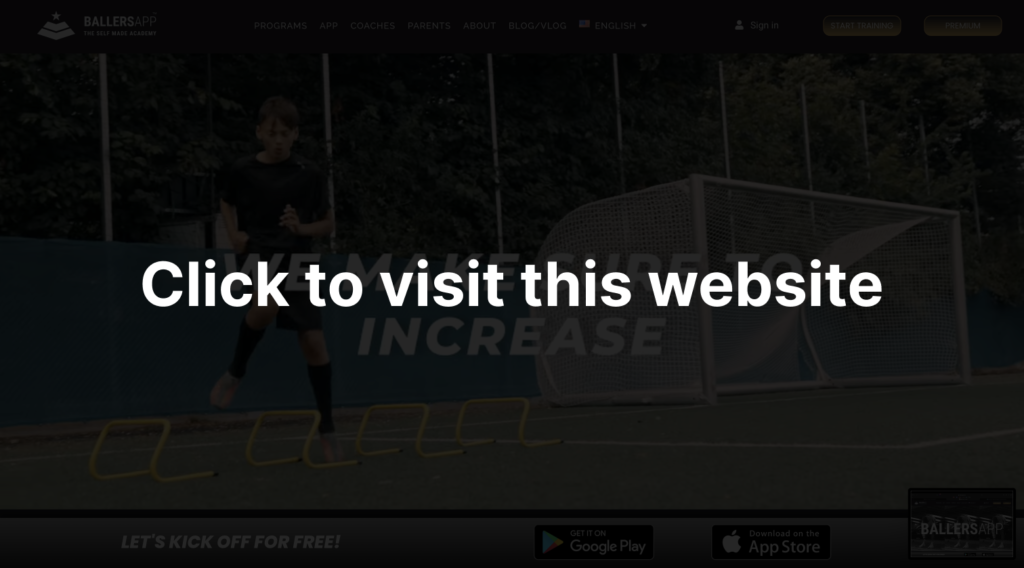 BALLERSAPP
THE SELF MADE ACADEMY
PROGRAMS APP COACHES PARENTS ABOUT BLOG/VLOG ENGLISH
Sign in
START TRAINING
PREMIUM
WE MAKE SURE TO
INCREASE
Click to visit this website
LET'S KICK OFF FOR FREE!
GET IT ON
Google Play
Download on the
App Store
BALLERSAPP